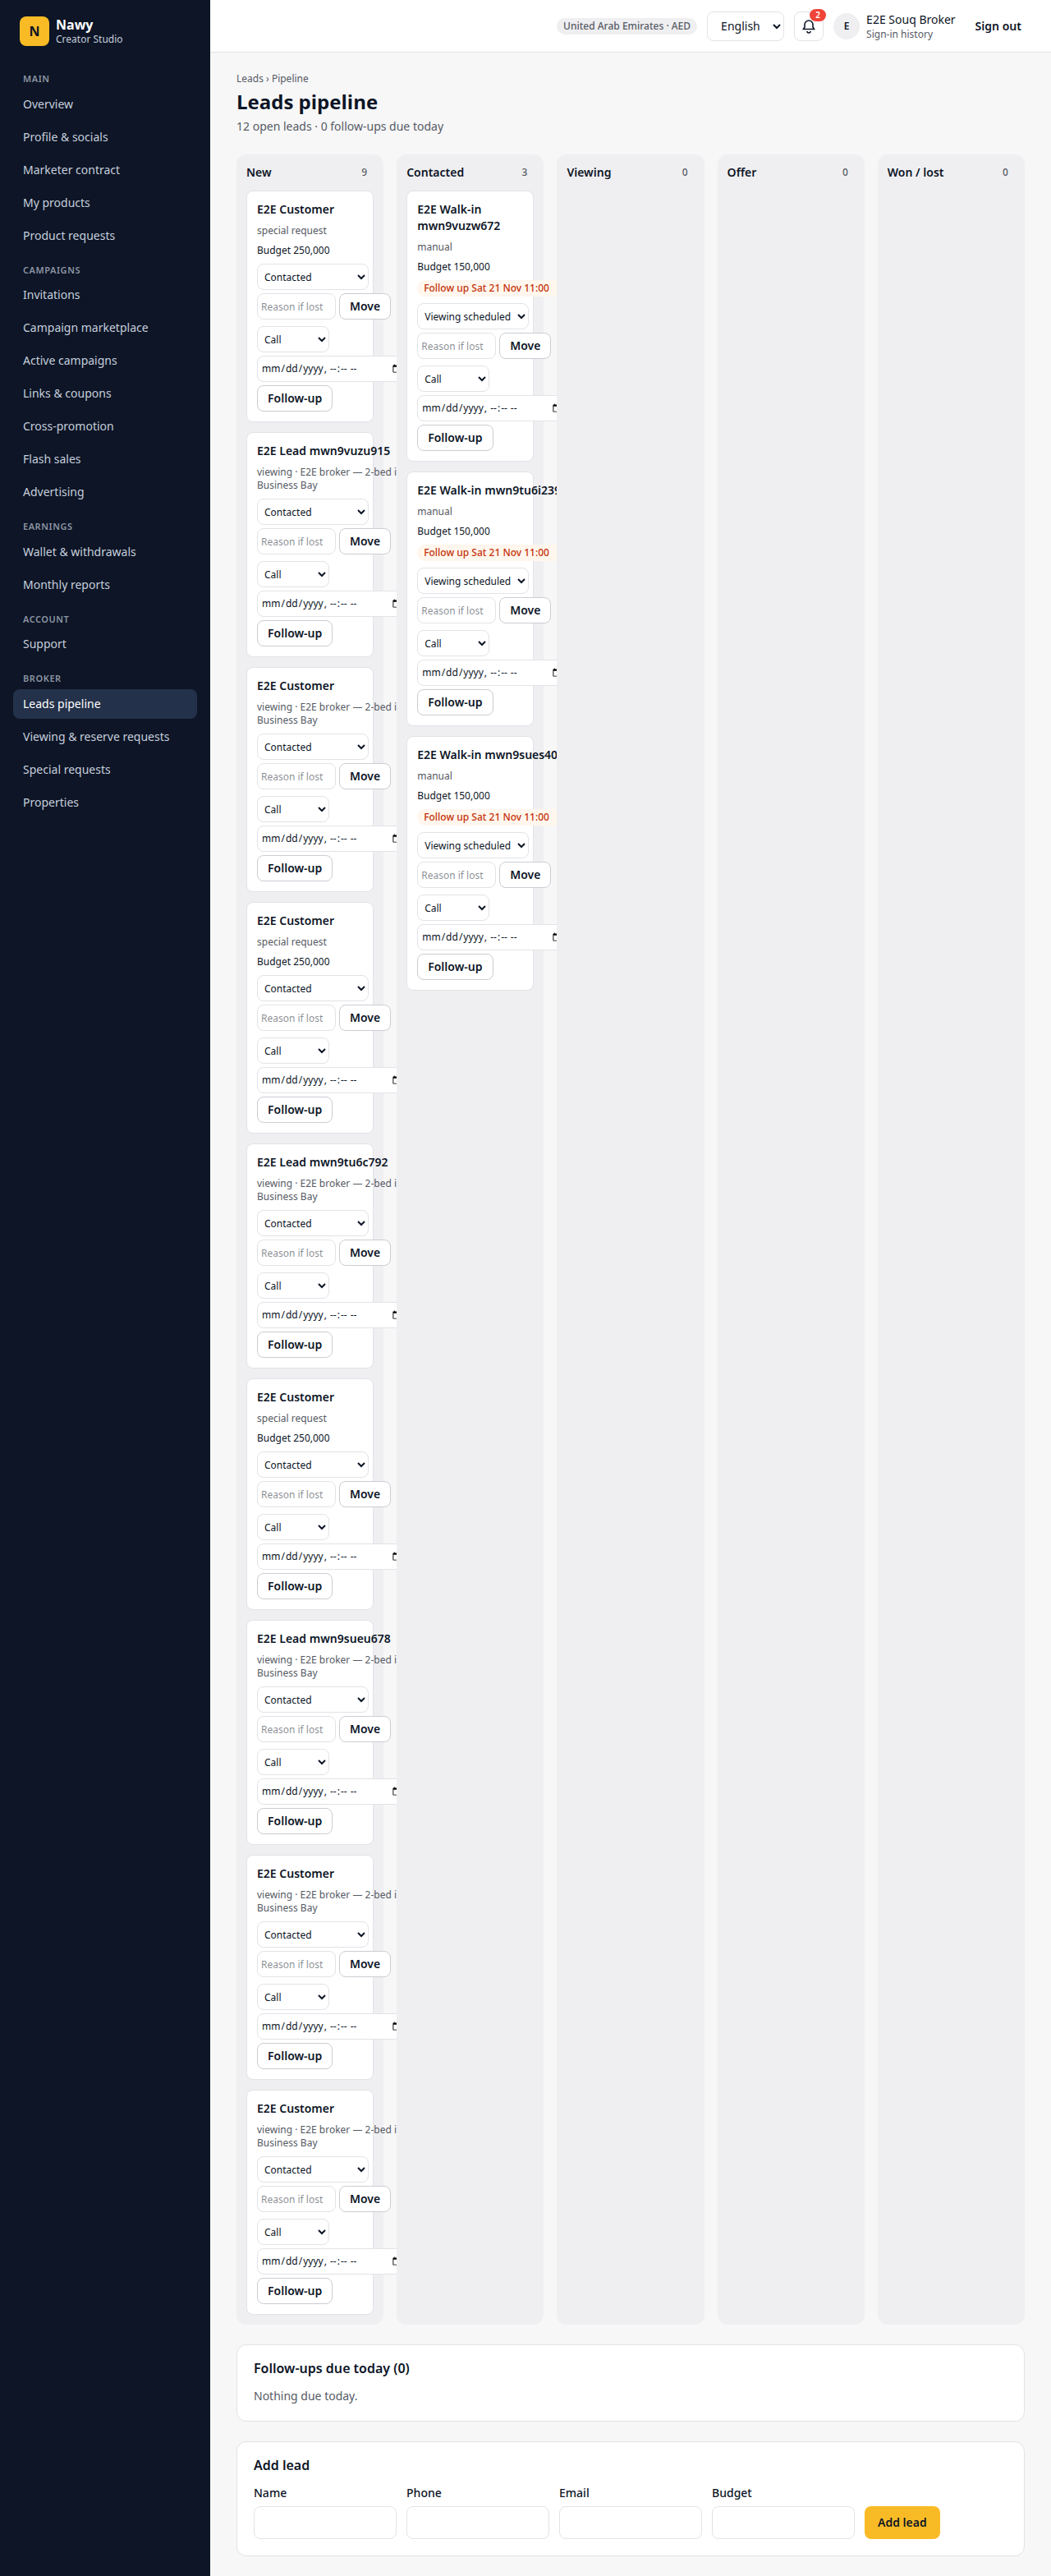 N
Nawy
Creator Studio
MAIN
Overview
Profile & socials
Marketer contract
My products
Product requests
CAMPAIGNS
Invitations
Campaign marketplace
Active campaigns
Links & coupons
Cross-promotion
Flash sales
Advertising
EARNINGS
Wallet & withdrawals
Monthly reports
ACCOUNT
Support
BROKER
Leads pipeline
Viewing & reserve requests
Special requests
Properties
United Arab Emirates · AED
English
2
E
E2E Souq Broker
Sign-in history
Sign out
Leads › Pipeline
Leads pipeline
12 open leads · 0 follow-ups due today
New 9
E2E Customer
special request
Budget 250,000
Contacted
Reason if lost Move
Call
mm/dd/yyyy, --:-- --
Follow-up
E2E Lead mwn9vuzu915
viewing · E2E broker — 2-bed i
Business Bay
Contacted
Reason if lost Move
Call
mm/dd/yyyy, --:-- --
Follow-up
E2E Customer
viewing · E2E broker — 2-bed i
Business Bay
Contacted
Reason if lost Move
Call
mm/dd/yyyy, --:-- --
Follow-up
E2E Customer
special request
Budget 250,000
Contacted
Reason if lost Move
Call
mm/dd/yyyy, --:-- --
Follow-up
E2E Lead mwn9tu6c792
viewing · E2E broker — 2-bed i
Business Bay
Contacted
Reason if lost Move
Call
mm/dd/yyyy, --:-- --
Follow-up
E2E Customer
special request
Budget 250,000
Contacted
Reason if lost Move
Call
mm/dd/yyyy, --:-- --
Follow-up
E2E Lead mwn9sueu678
viewing · E2E broker — 2-bed i
Business Bay
Contacted
Reason if lost Move
Call
mm/dd/yyyy, --:-- --
Follow-up
E2E Customer
viewing · E2E broker — 2-bed i
Business Bay
Contacted
Reason if lost Move
Call
mm/dd/yyyy, --:-- --
Follow-up
E2E Customer
viewing · E2E broker — 2-bed i
Business Bay
Contacted
Reason if lost Move
Call
mm/dd/yyyy, --:-- --
Follow-up
Contacted 3
E2E Walk-in
mwn9vuzw672
manual
Budget 150,000
Follow up Sat 21 Nov 11:00
Viewing scheduled
Reason if lost Move
Call
mm/dd/yyyy, --:-- --
Follow-up
E2E Walk-in mwn9tu6i239
manual
Budget 150,000
Follow up Sat 21 Nov 11:00
Viewing scheduled
Reason if lost Move
Call
mm/dd/yyyy, --:-- --
Follow-up
E2E Walk-in mwn9sues40
manual
Budget 150,000
Follow up Sat 21 Nov 11:00
Viewing scheduled
Reason if lost Move
Call
mm/dd/yyyy, --:-- --
Follow-up
Viewing 0
Offer 0
Won / lost 0
Follow-ups due today (0)
Nothing due today.
Add lead
Name Phone Email Budget
Add lead